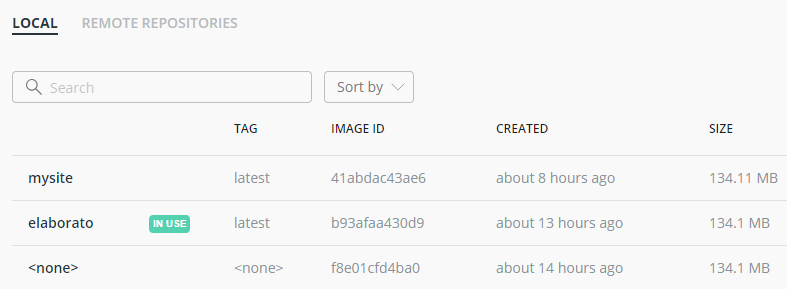 LOCAL REMOTE REPOSITORIES
Search Sort by
TAG IMAGE ID CREATED SIZE
mysite latest 41abdac43ae6 about 8 hours ago 134.11 MB
elaborato IN USE latest b93afaa430d9 about 13 hours ago 134.1 MB
<none> <none> f8e01cfd4ba0 about 14 hours ago 134.1 MB